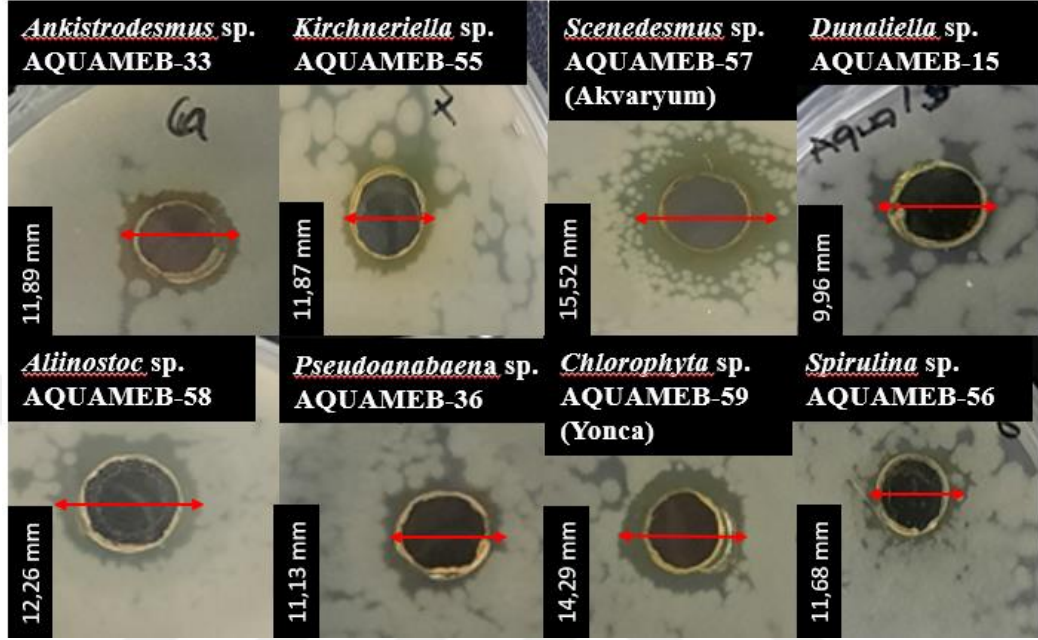 Ankistrodesmus sp.
AQUAMEB-33
6a
11,89 mm
Kirchneriella sp.
AQUAMEB-55
11,87 mm
Scenedesmus sp.
AQUAMEB-57
(Akvaryum)
15,52 mm
Dunaliella sp.
AQUAMEB-15
9,96 mm
Aliinostoc sp.
AQUAMEB-58
12,26 mm
Pseudoanabaena sp.
AQUAMEB-36
11,13 mm
Chlorophyta sp.
AQUAMEB-59
(Yonca)
14,29 mm
Spirulina sp.
AQUAMEB-56
11,68 mm